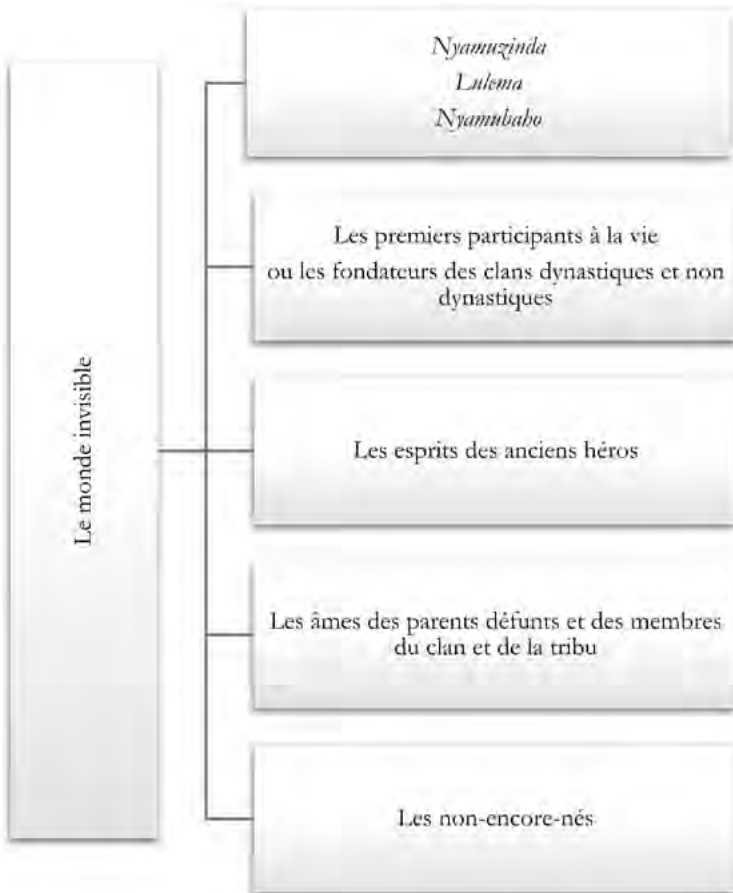 Le monde invisible
Nyamuzinda
Lulema
Nyamubaho
Les premiers participants à la vie
ou les fondateurs des clans dynastiques et non
dynastiques
Les esprits des anciens héros
Les âmes des parents défunts et des membres
du clan et de la tribu
Les non-encore-nés